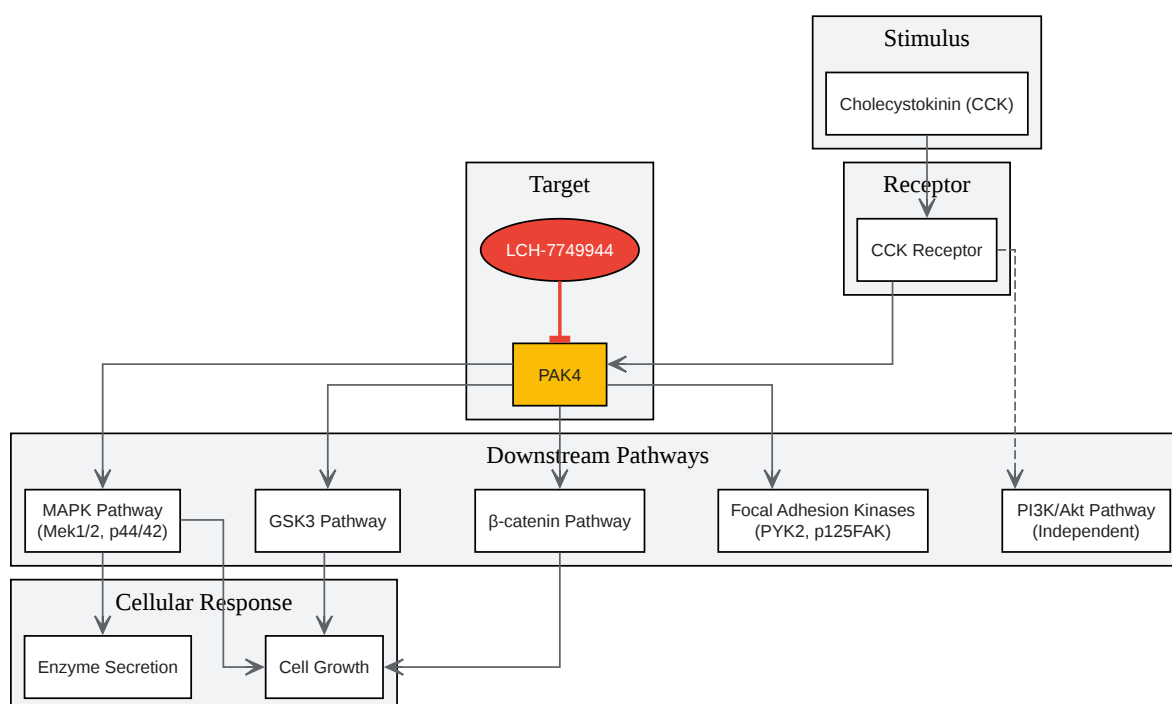 Stimulus
Cholecystokinin (CCK)
Target
Receptor
LCH-7749944
CCK Receptor
PAK4
Downstream Pathways
MAPK Pathway
(Mek1/2, p44/42)
GSK3 Pathway
β-catenin Pathway
Focal Adhesion Kinases
(PYK2, p125FAK)
PI3K/Akt Pathway
(Independent)
Cellular Response
Enzyme Secretion
Cell Growth